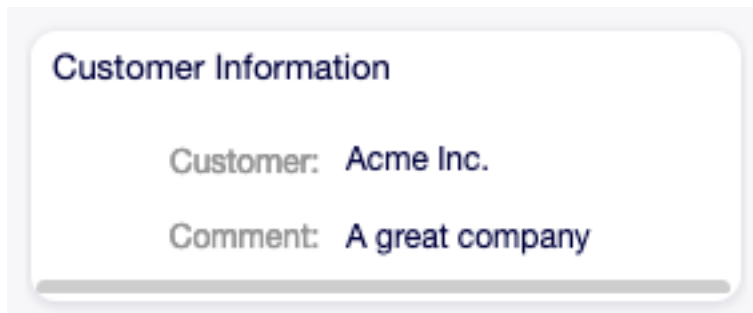 Customer Information
Customer: Acme Inc.
Comment: A great company